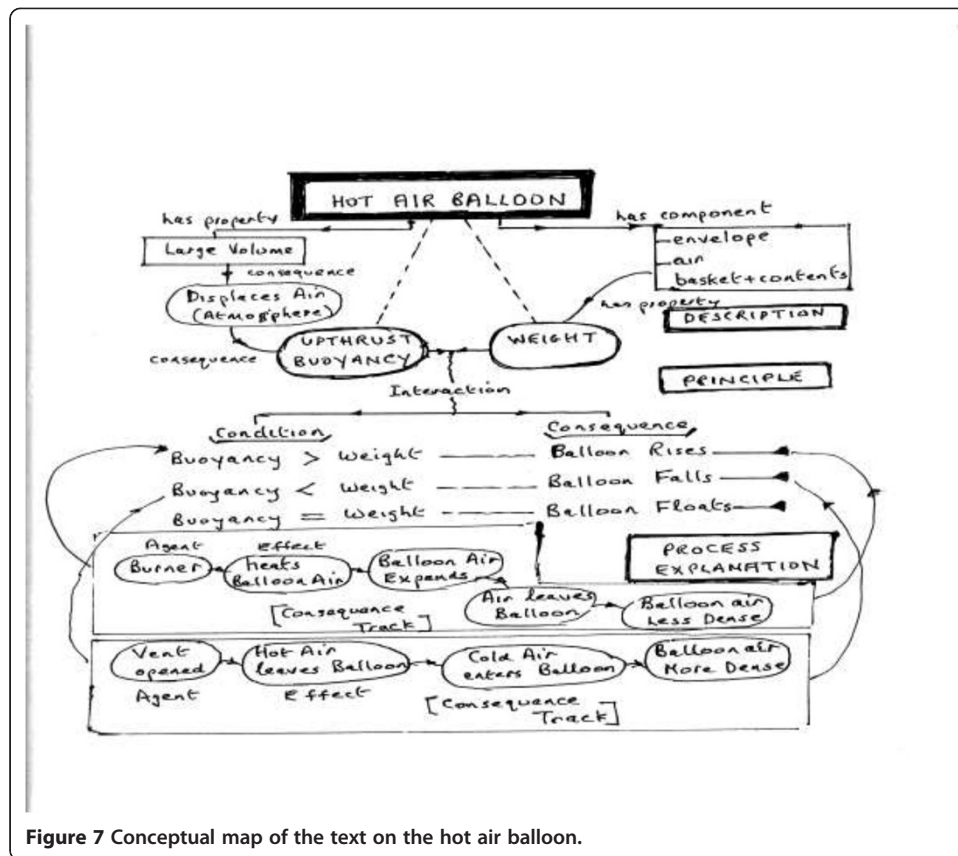 HOT AIR BALLOON
has property
has component
Large Volume
envelope
air
basket+contents
consequence
Displaces Air
(Atmosphere)
has property
DESCRIPTION
consequence
UPTHRUST
BUOYANCY
WEIGHT
PRINCIPLE
Interaction
Condition
Consequence
Buoyancy > Weight Balloon Rises
Buoyancy < Weight Balloon Falls
Buoyancy = Weight Balloon Floats
Agent
Effect
PROCESS
EXPLANATION
Burner
heats
Balloon Air
Balloon Air
Expands
Air leaves
Balloon
Balloon air
Less Dense
[Consequence
Track]
Vent
opened
Hot Air
leaves Balloon
Cold Air
enters Balloon
Balloon air
More Dense
Agent
Effect
[Consequence
Track]
Figure 7 Conceptual map of the text on the hot air balloon.